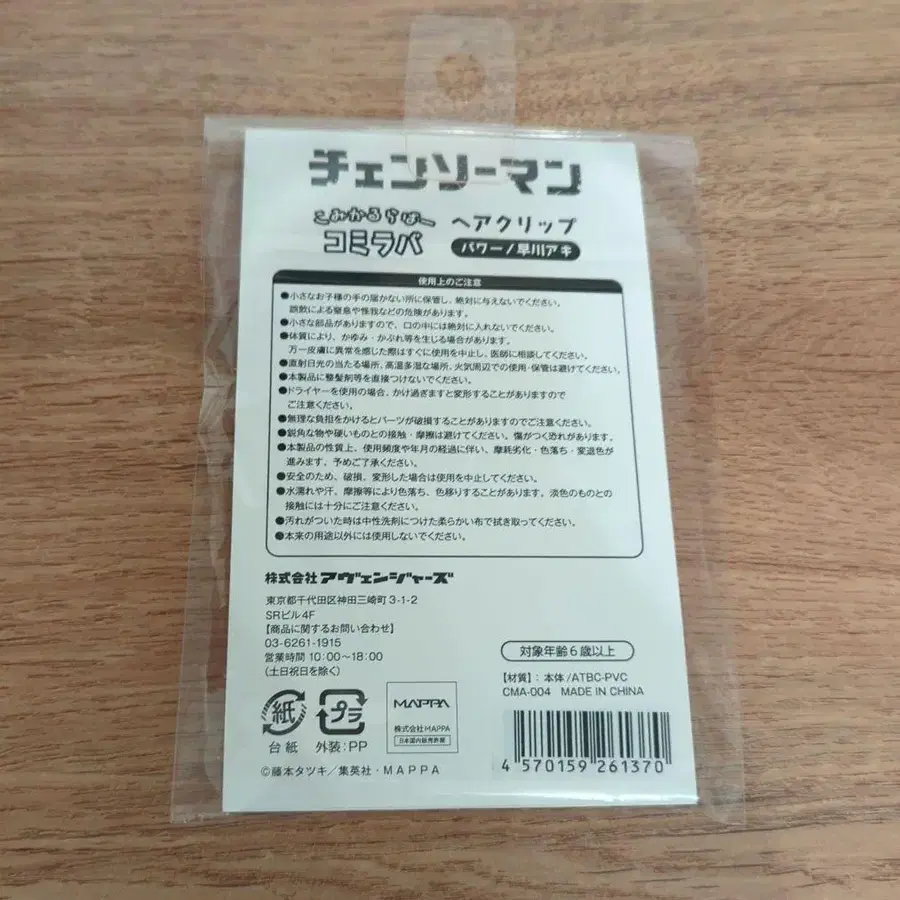 チェンソーマン
こみかるらばー
コミラバ
ヘアクリップ
パワー/早川アキ
使用上のご注意
●小さなお子様の手の届かない所に保管し、絶対に与えないでください。
誤飲による窒息や怪我などの危険があります。
●小さな部品がありますので、口の中には絶対に入れないでください。
●体質により、かゆみ・かぶれ等を生じる場合があります。
万一皮膚に異常を感じた際はすぐに使用を中止し、医師に相談してください。
●直射日光の当たる場所、高温多湿な場所、火気周辺での使用・保管は避けてください。
●本製品に整髪剤等を直接つけないでください。
●ドライヤーを使用の場合、かけ過ぎますと変形することがありますので
ご注意ください。
●無理な負担をかけるとパーツが破損することがありますのでご注意ください。
●鋭角な物や硬いものとの接触・摩擦は避けてください。傷がつく恐れがあります。
●本製品の性質上、使用頻度や年月の経過に伴い、摩耗劣化・色落ち・変退色が
進みます。予めご了承ください。
●安全のため、破損、変形した場合は使用を中止してください。
●水濡れや汗、摩擦等により色落ち、色移りすることがあります。淡色のものとの
接触には十分にご注意ください。
●汚れがついた時は中性洗剤につけた柔らかい布で拭き取ってください。
●本来の用途以外には使用しないでください。
株式会社アヴェンジャーズ
東京都千代田区神田三崎町3-1-2
SRビル4F
【商品に関するお問い合わせ】
03-6261-1915
営業時間 10:00〜18:00
(土日祝日を除く)
対象年齢6歳以上
【材質】:本体/ATBC-PVC
CMA-004 MADE IN CHINA
紙
台紙
プラ
外装:PP
MAPPA
株式会社MAPPA
日本国内販売許諾
4 570159 261370
©藤本タツキ/集英社・MAPPA